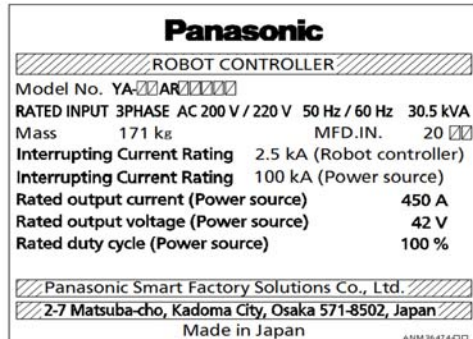 Panasonic
ROBOT CONTROLLER
Model No. YA-▨▨AR▨▨▨▨▨
RATED INPUT 3PHASE AC 200 V / 220 V 50 Hz / 60 Hz 30.5 kVA
Mass 171 kg MFD.IN. 20 ▨▨
Interrupting Current Rating 2.5 kA (Robot controller)
Interrupting Current Rating 100 kA (Power source)
Rated output current (Power source) 450 A
Rated output voltage (Power source) 42 V
Rated duty cycle (Power source) 100 %
Panasonic Smart Factory Solutions Co., Ltd.
2-7 Matsuba-cho, Kadoma City, Osaka 571-8502, Japan
Made in Japan